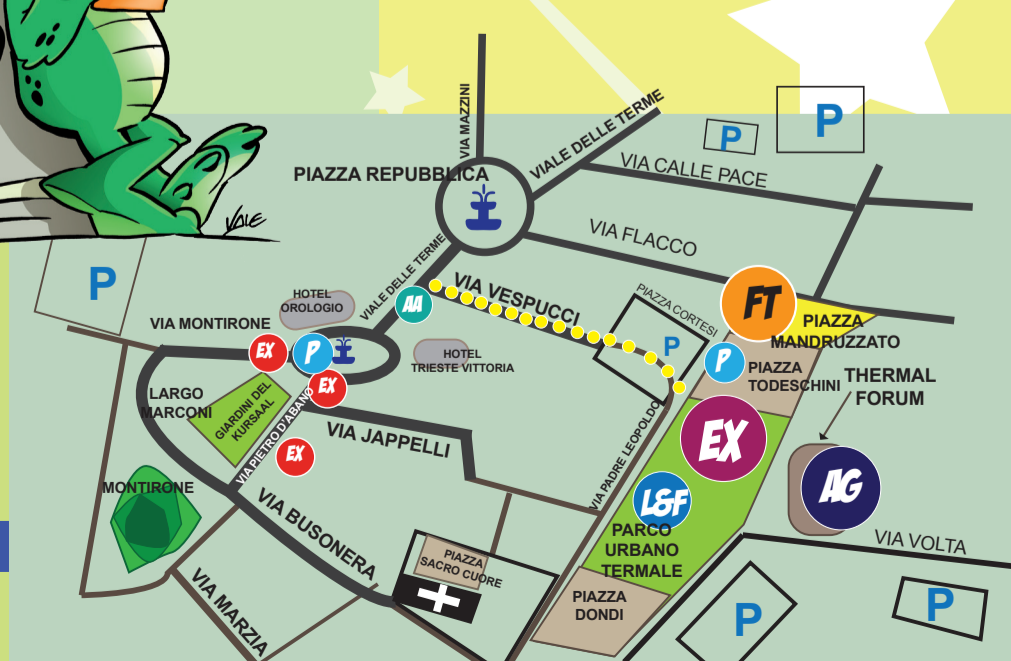 VIA MAZZINI
VIALE DELLE TERME
P
P
VIA CALLE PACE
PIAZZA REPUBBLICA
VOLE
VIA FLACCO
P
VIALE DELLE TERME
VIA VESPUCCI
PIAZZA CORTESI
HOTEL
OROLOGIO
AA
FT
PIAZZA
MANDRUZZATO
VIA MONTIRONE
EX
P
EX
HOTEL
TRIESTE VITTORIA
P
P
PIAZZA
TODESCHINI
THERMAL
FORUM
LARGO
MARCONI
GIARDINI DEL
KURSAAL
VIA PIETRO D'ABANO
VIA JAPPELLI
EX
VIA PADRE LEOPOLDO
EX
AG
L&F
MONTIRONE
VIA BUSONERA
PARCO
URBANO
TERMALE
VIA VOLTA
PIAZZA
SACRO CUORE
VIA MARZIA
PIAZZA
DONDI
P
P